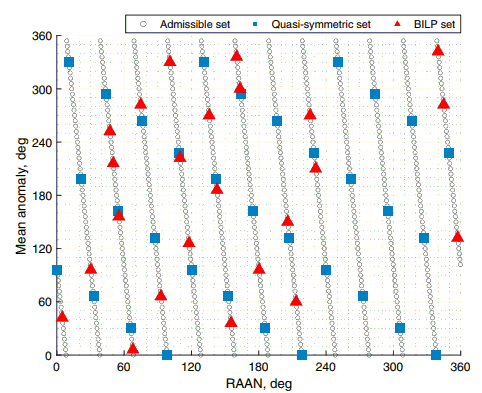 Admissible set Quasi-symmetric set BILP set
360
300
240
180
120
60
0
Mean anomaly, deg
0 60 120 180 240 300 360
RAAN, deg